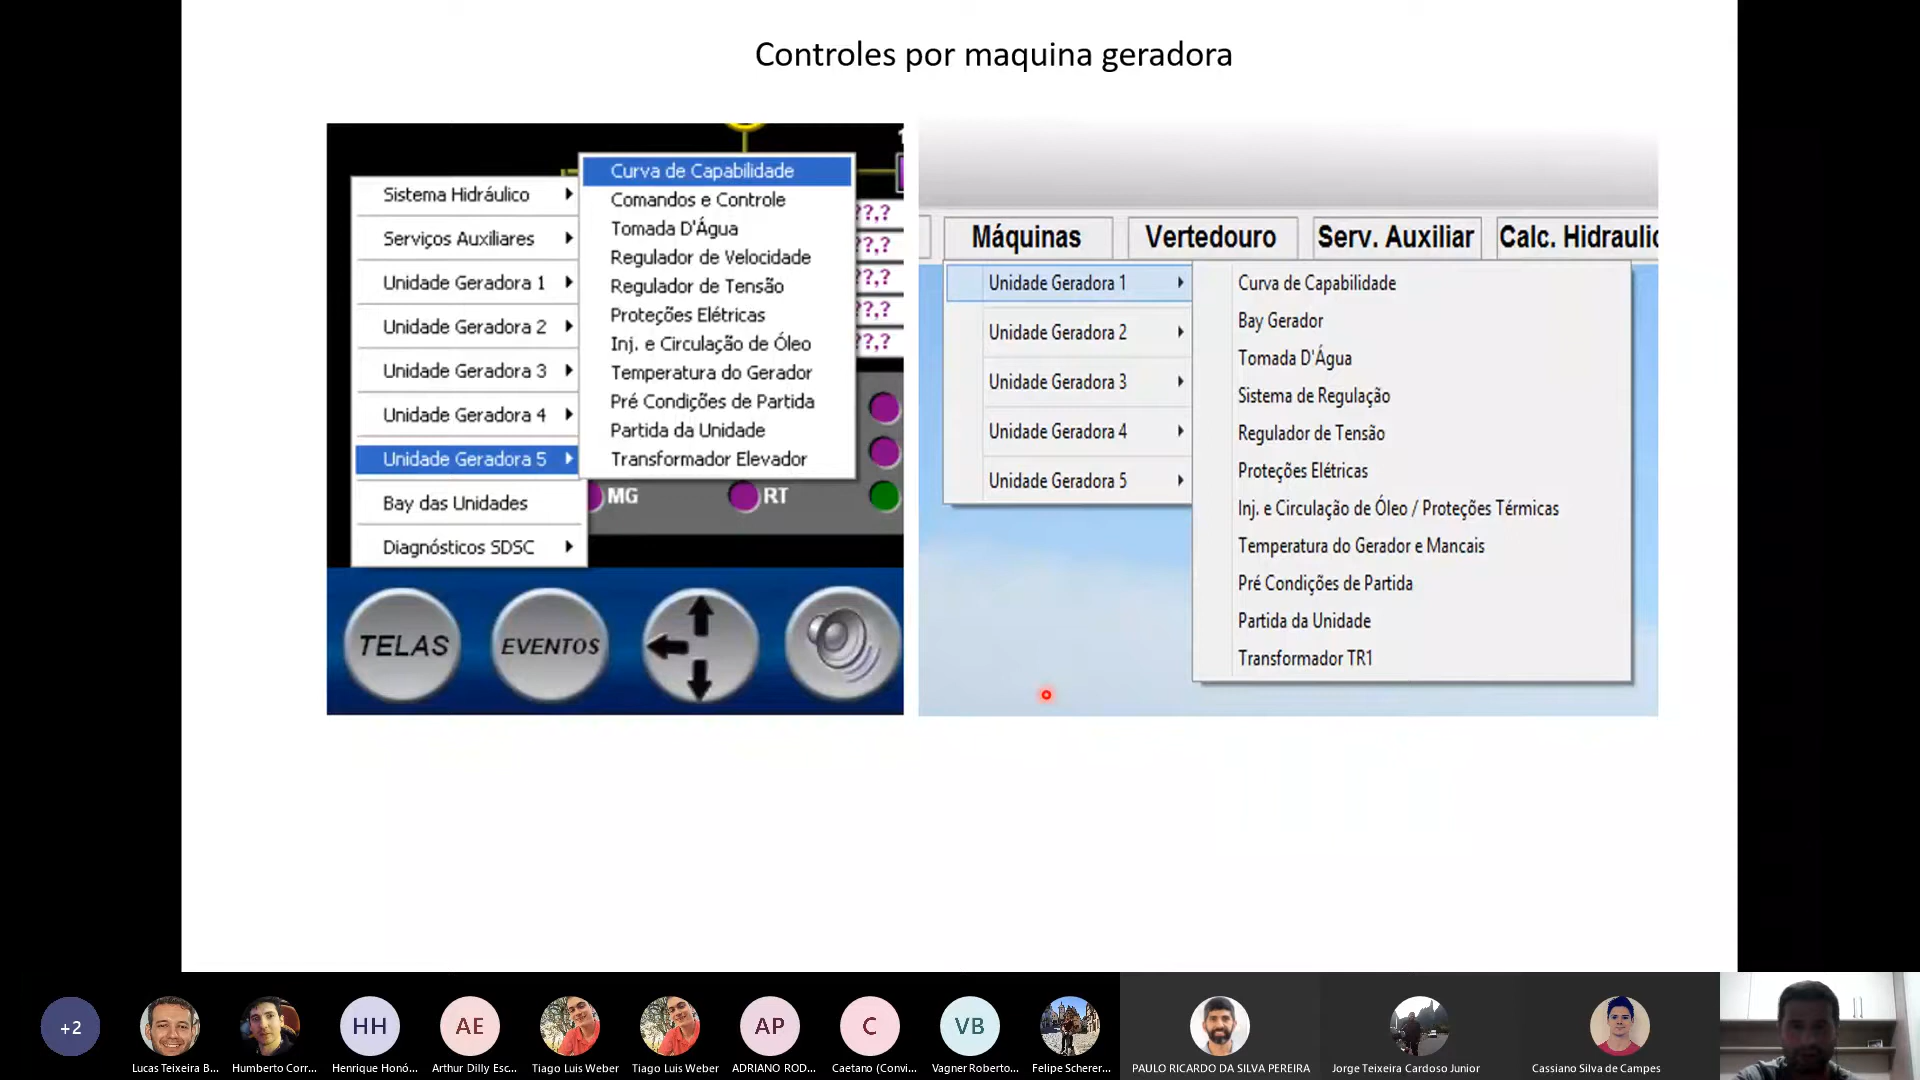 Controles por maquina geradora
Sistema Hidráulico
Serviços Auxiliares
Unidade Geradora 1
Unidade Geradora 2
Unidade Geradora 3
Unidade Geradora 4
Unidade Geradora 5
Bay das Unidades
Diagnósticos SDSC
Curva de Capabilidade
Comandos e Controle
Tomada D'Água
Regulador de Velocidade
Regulador de Tensão
Proteções Elétricas
Inj. e Circulação de Óleo
Temperatura do Gerador
Pré Condições de Partida
Partida da Unidade
Transformador Elevador
??,?
??,?
??,?
??,?
??,?
MG
RT
TELAS
EVENTOS
Máquinas
Vertedouro
Serv. Auxiliar
Calc. Hidraulic
Unidade Geradora 1
Unidade Geradora 2
Unidade Geradora 3
Unidade Geradora 4
Unidade Geradora 5
Curva de Capabilidade
Bay Gerador
Tomada D'Água
Sistema de Regulação
Regulador de Tensão
Proteções Elétricas
Inj. e Circulação de Óleo / Proteções Térmicas
Temperatura do Gerador e Mancais
Pré Condições de Partida
Partida da Unidade
Transformador TR1
+2
HH
AE
AP
C
VB
Lucas Teixeira B...
Humberto Corr...
Henrique Honó...
Arthur Dilly Esc...
Tiago Luis Weber
Tiago Luis Weber
ADRIANO ROD...
Caetano (Convi...
Vagner Roberto...
Felipe Scherer...
PAULO RICARDO DA SILVA PEREIRA
Jorge Teixeira Cardoso Junior
Cassiano Silva de Campes